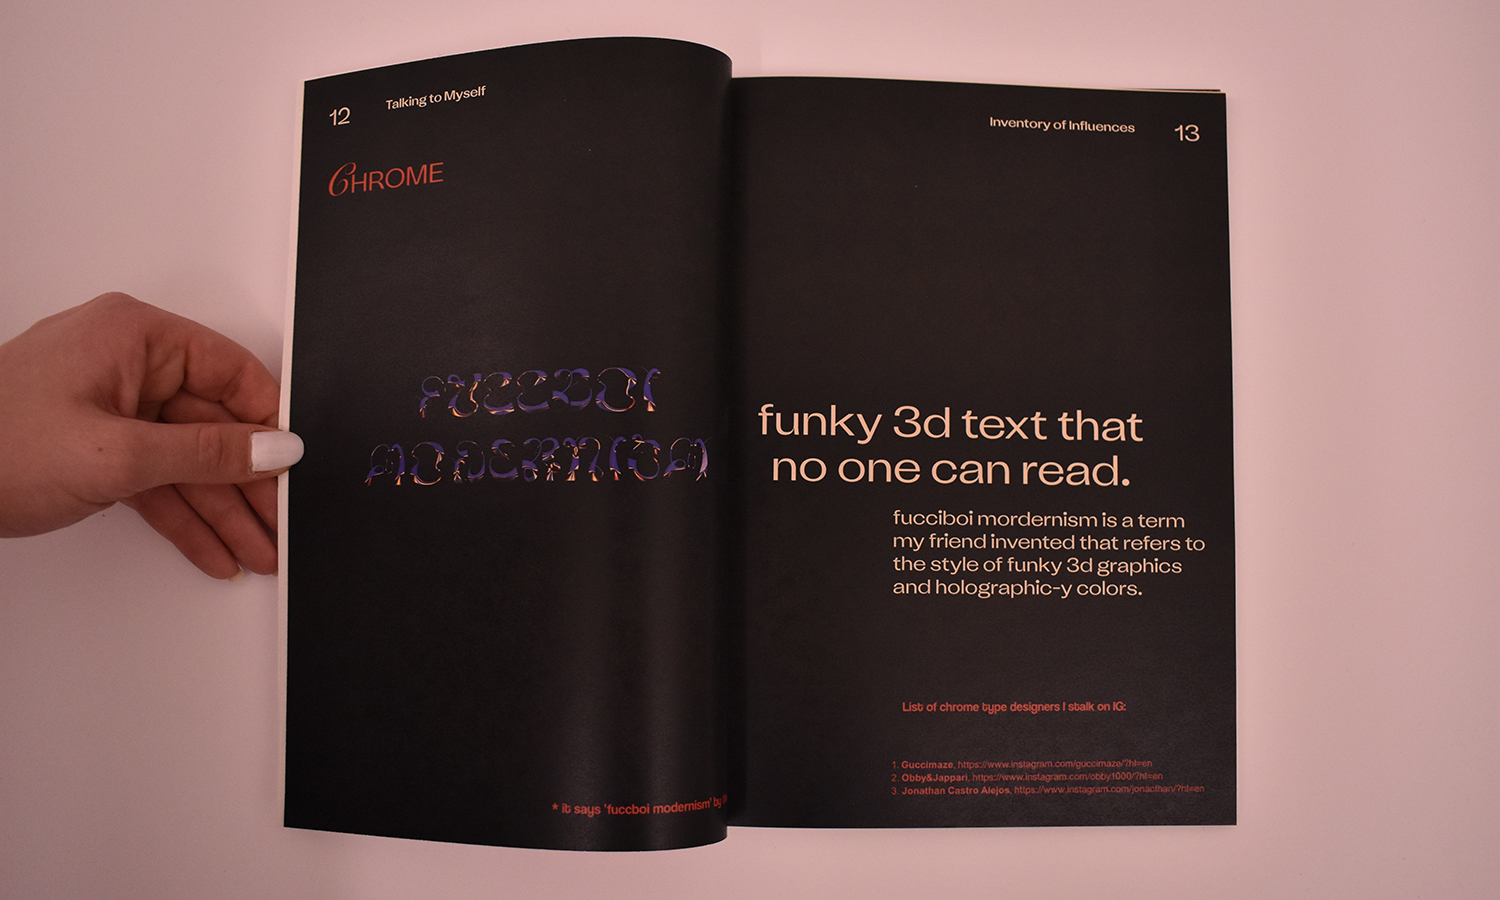 12
Talking to Myself
CHROME
FUCCBOI
MODERNISM
* it says 'fuccboi modernism' by
Inventory of Influences
13
funky 3d text that
no one can read.
fucciboi mordernism is a term
my friend invented that refers to
the style of funky 3d graphics
and holographic-y colors.
List of chrome type designers I stalk on IG:
1. Guccimaze, https://www.instagram.com/guccimaze/?hl=en
2. Obby&Jappari, https://www.instagram.com/obby1000/?hl=en
3. Jonathan Castro Alejos, https://www.instagram.com/jonacthan/?hl=en